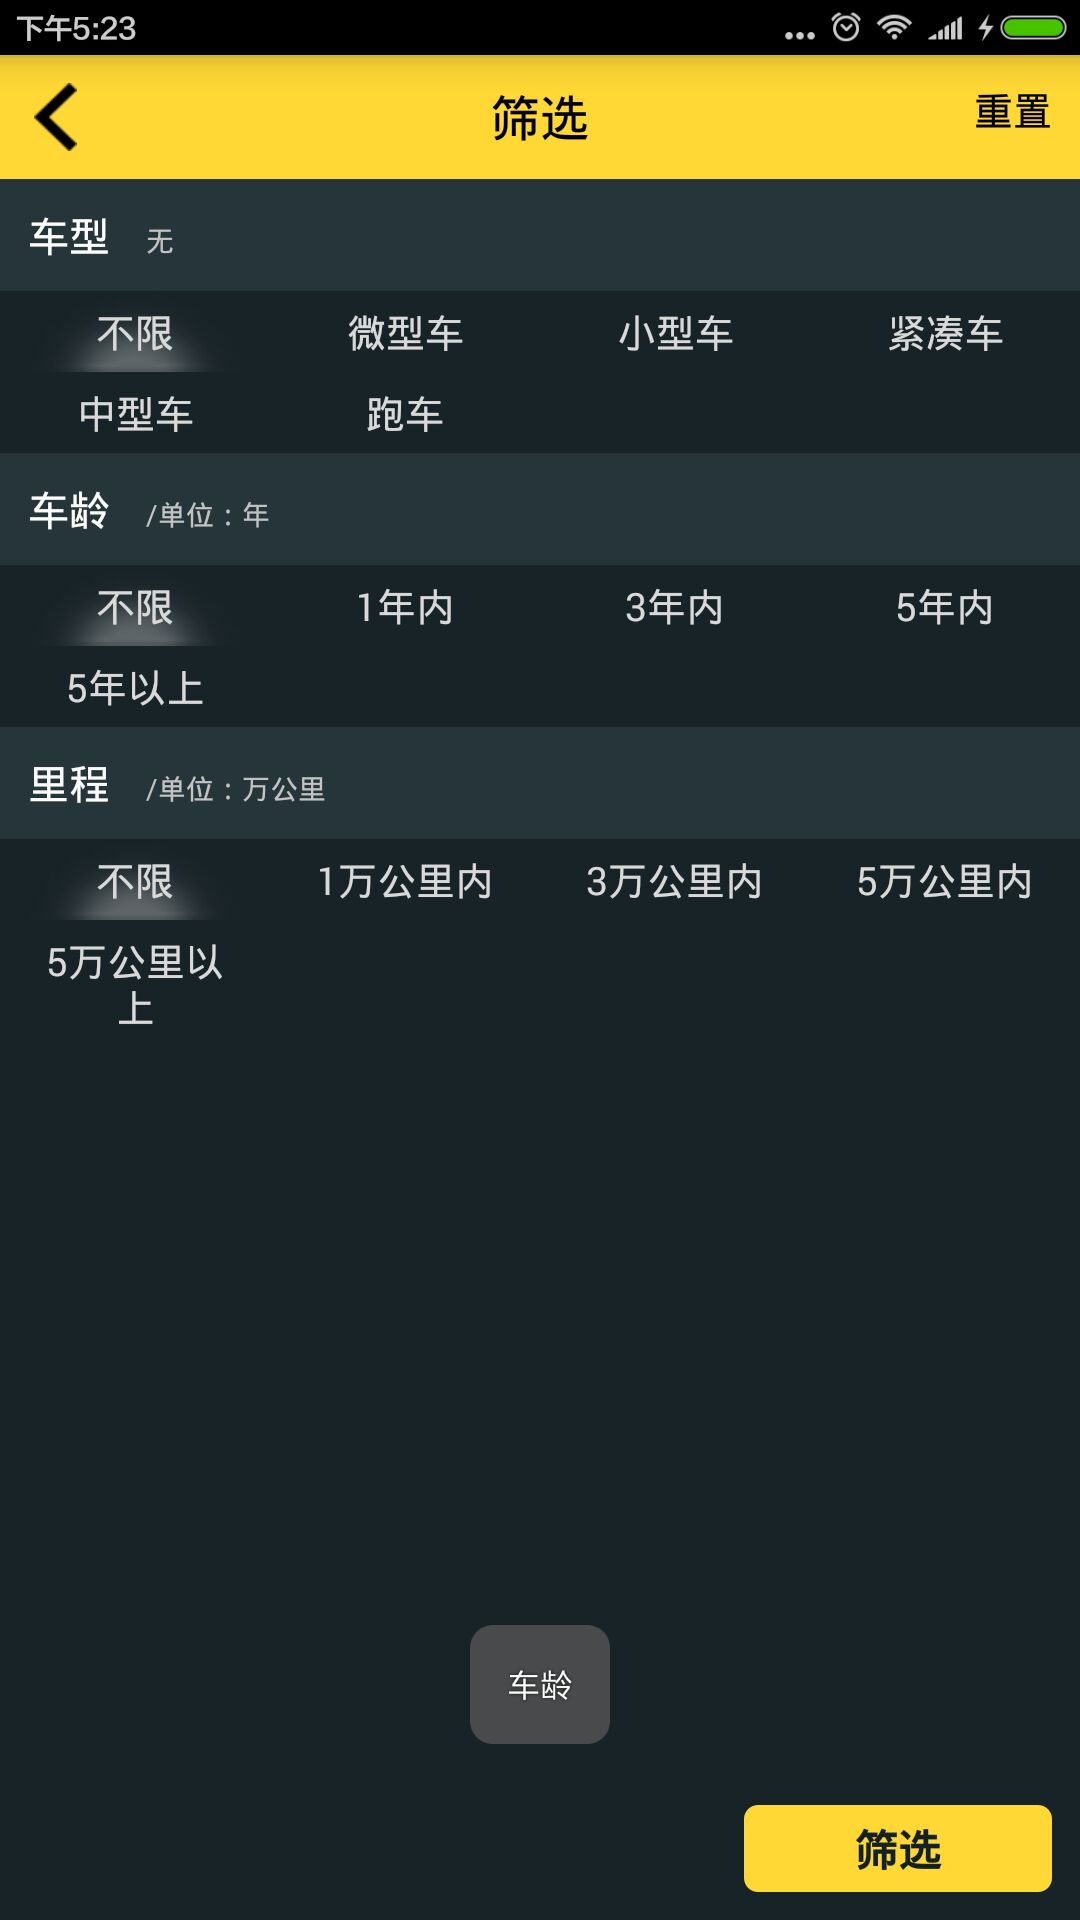 下午5:23
筛选
重置
车型 无
不限 微型车 小型车 紧凑车
中型车 跑车
车龄 /单位：年
不限 1年内 3年内 5年内
5年以上
里程 /单位：万公里
不限 1万公里内 3万公里内 5万公里内
5万公里以
上
车龄
筛选